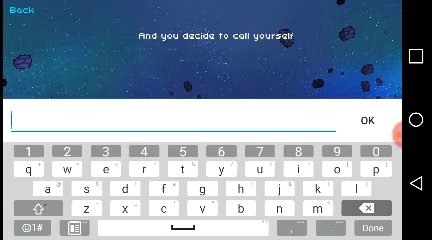 Back
And you decide to call yourself
OK
1 2 3 4 5 6 7 8 9 0
q w e r t y u i o p
a s d f g h j k l
z x c v b n m
!#1 , . Done